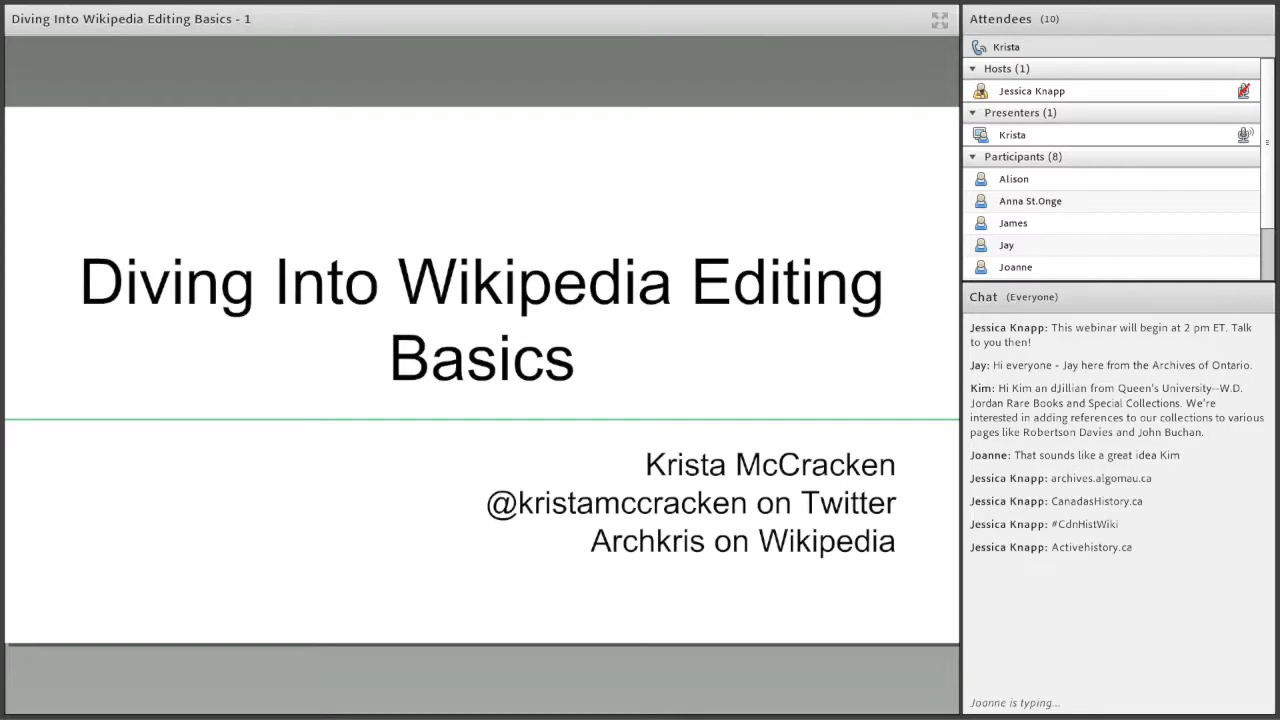 Diving Into Wikipedia Editing Basics - 1
Diving Into Wikipedia Editing
Basics
Krista McCracken
@kristamccracken on Twitter
Archkris on Wikipedia
Attendees (10)
Krista
Hosts (1)
Jessica Knapp
Presenters (1)
Krista
Participants (8)
Alison
Anna St.Onge
James
Jay
Joanne
Chat (Everyone)
Jessica Knapp: This webinar will begin at 2 pm ET. Talk
to you then!
Jay: Hi everyone - Jay here from the Archives of Ontario.
Kim: Hi Kim an dJillian from Queen's University--W.D.
Jordan Rare Books and Special Collections. We're
interested in adding references to our collections to various
pages like Robertson Davies and John Buchan.
Joanne: That sounds like a great idea Kim
Jessica Knapp: archives.algomau.ca
Jessica Knapp: CanadasHistory.ca
Jessica Knapp: #CdnHistWiki
Jessica Knapp: Activehistory.ca
Joanne is typing...